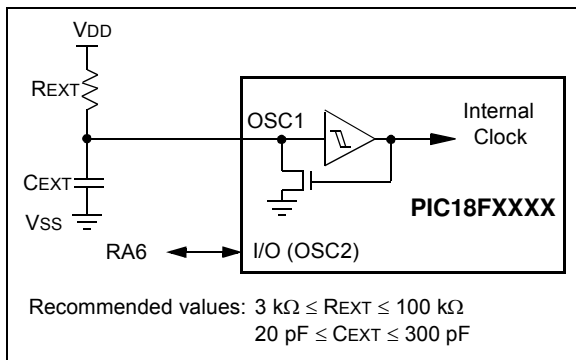 VDD
REXT
OSC1
Internal
Clock
CEXT
VSS
PIC18FXXXX
RA6
I/O (OSC2)
Recommended values: 3 kΩ ≤ REXT ≤ 100 kΩ
20 pF ≤ CEXT ≤ 300 pF